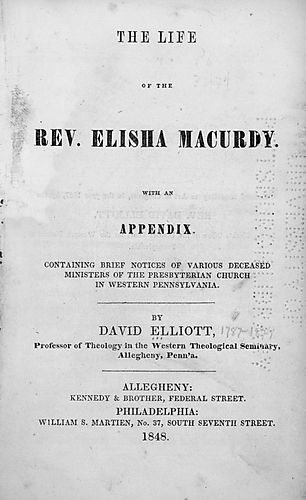 THE LIFE
OF THE
REV. ELISHA MACURDY.
WITH AN
APPENDIX.
CONTAINING BRIEF NOTICES OF VARIOUS DECEASED
MINISTERS OF THE PRESBYTERIAN CHURCH
IN WESTERN PENNSYLVANIA.
BY
DAVID ELLIOTT,
Professor of Theology in the Western Theological Seminary,
Allegheny, Penn'a.
ALLEGHENY:
KENNEDY & BROTHER, FEDERAL STREET.
PHILADELPHIA:
WILLIAM S. MARTIEN, No. 37, SOUTH SEVENTH STREET.
1848.